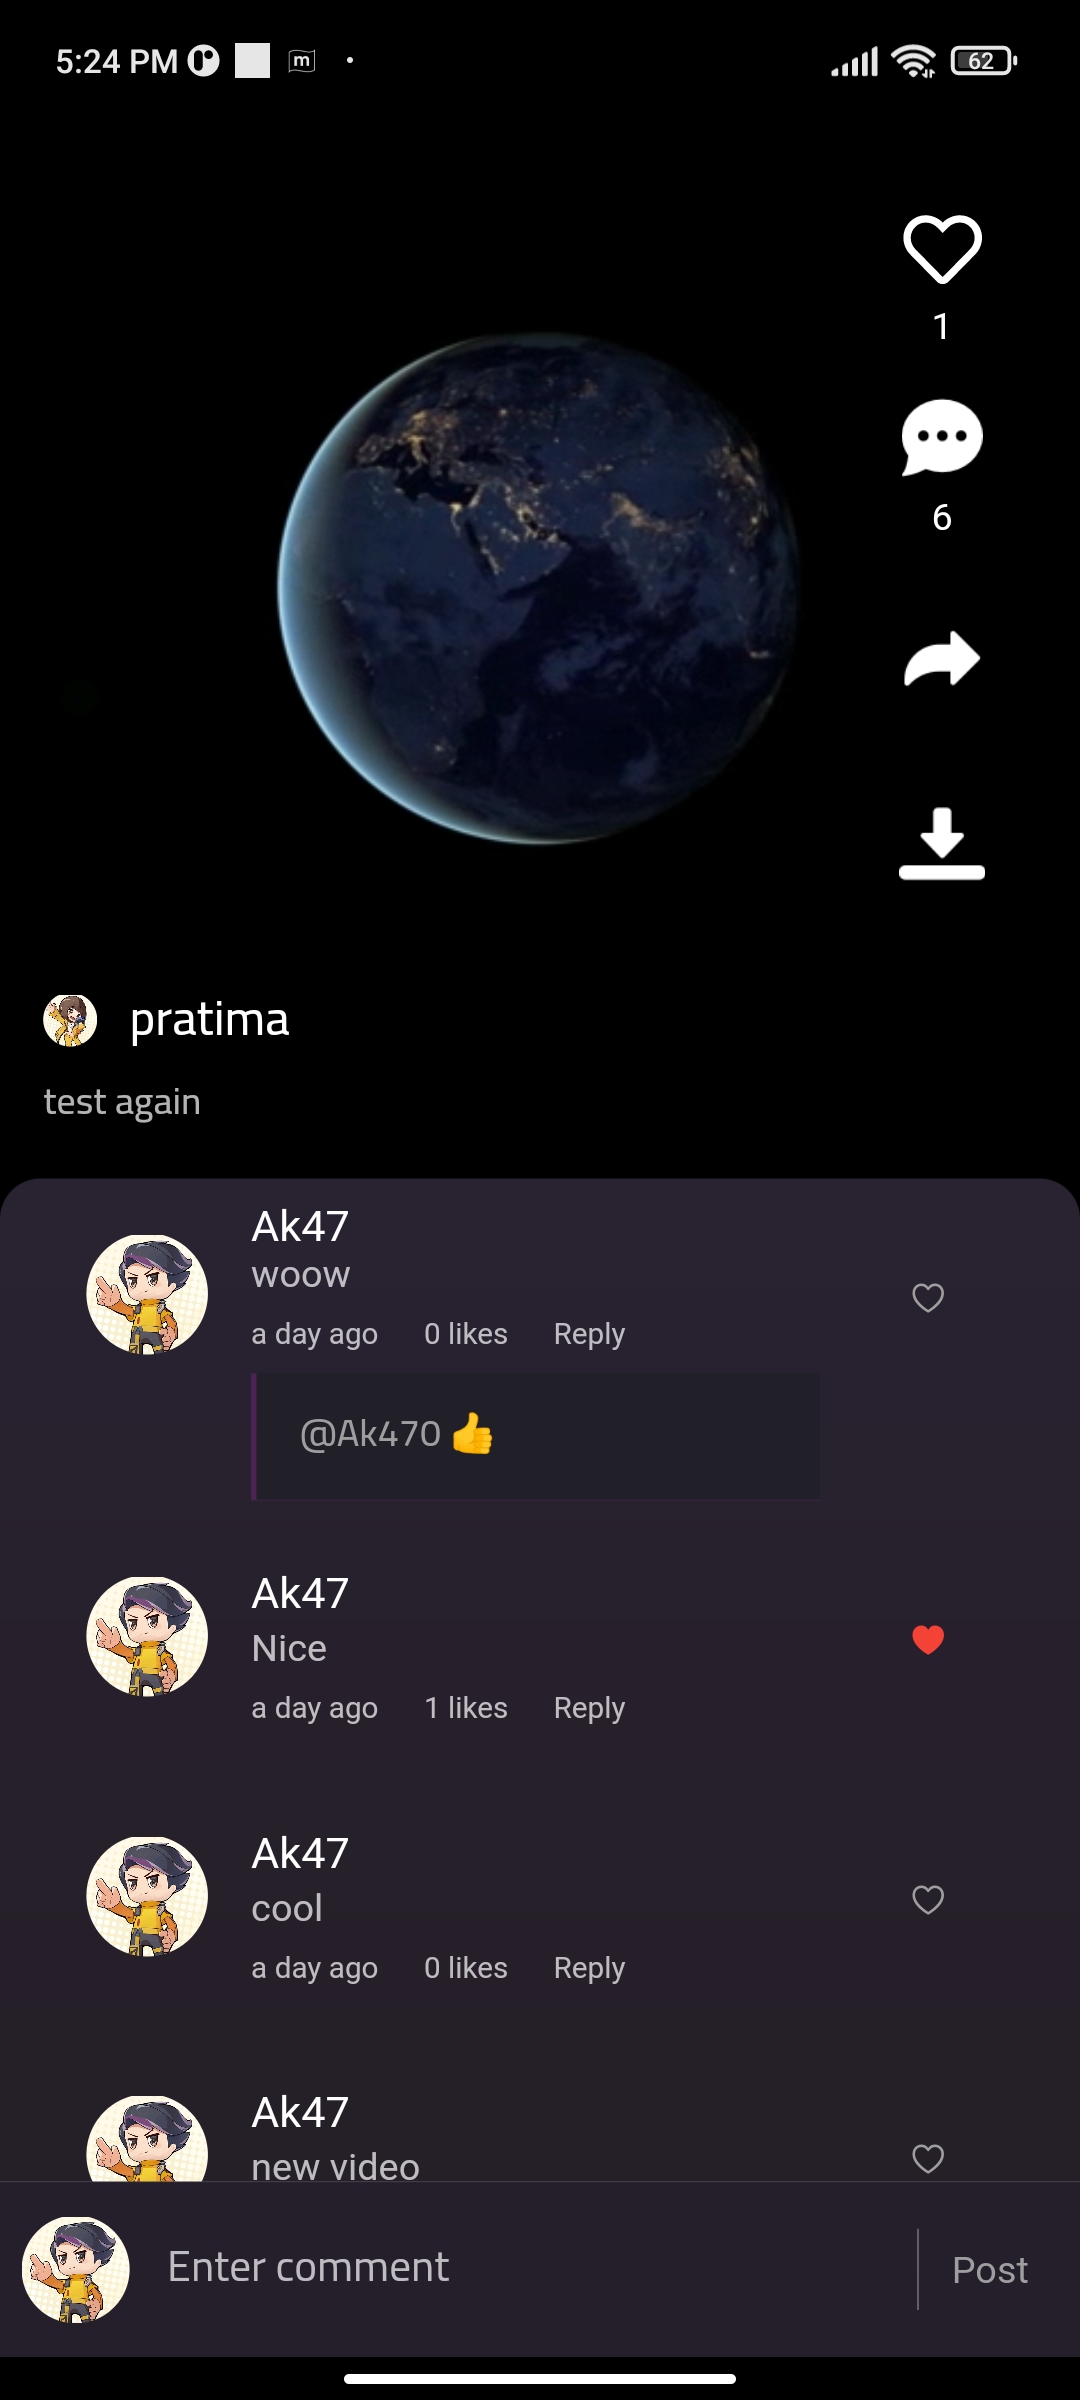 5:24 PM
62
1
6
pratima
test again
Ak47
woow
a day ago 0 likes Reply
@Ak470 👍
Ak47
Nice
a day ago 1 likes Reply
Ak47
cool
a day ago 0 likes Reply
Ak47
new video
Enter comment Post